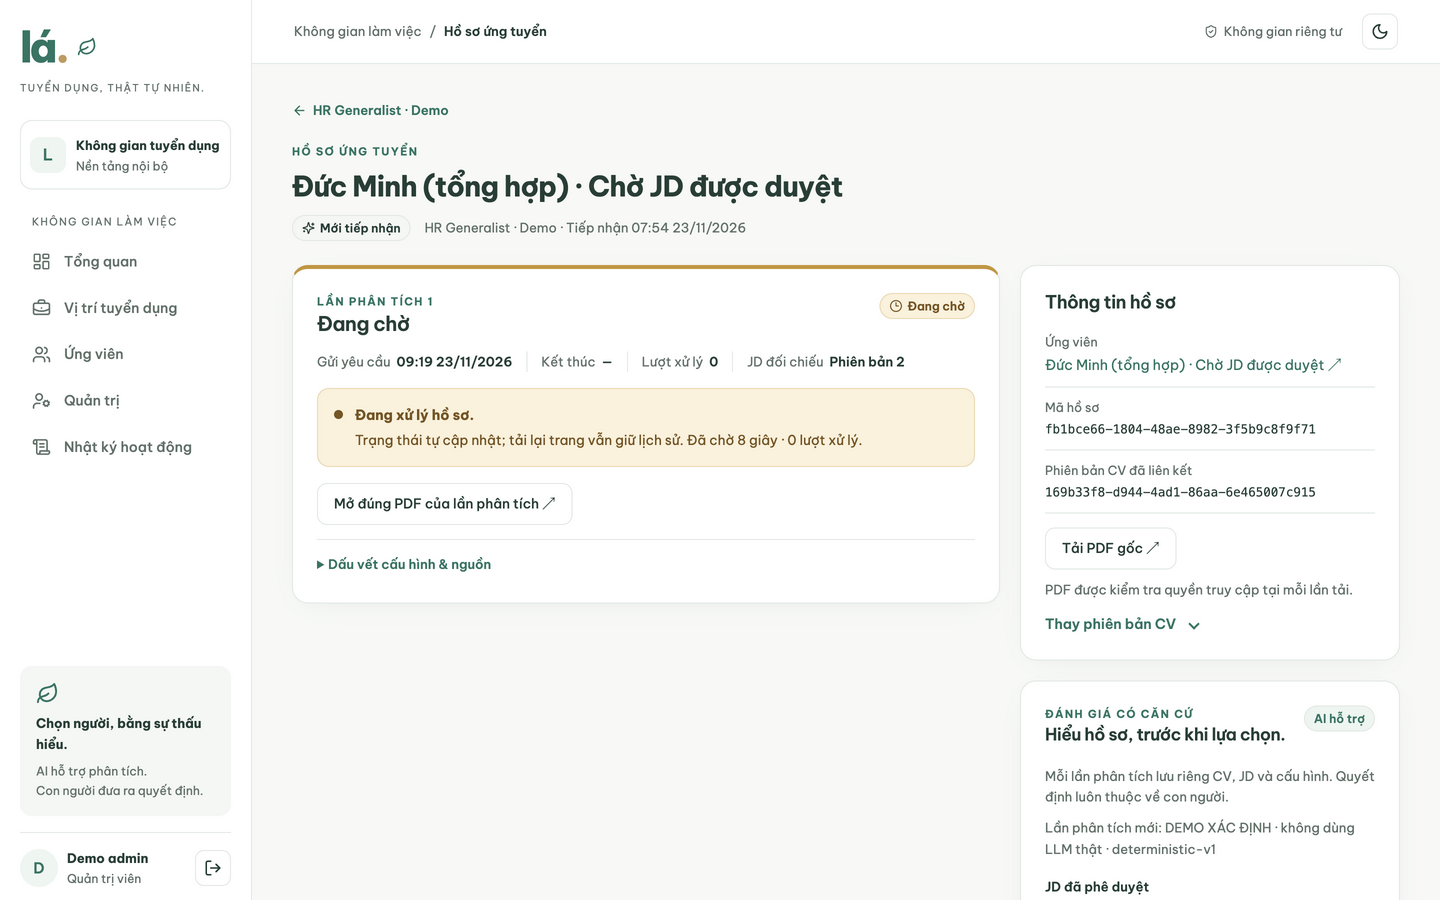 lá.
TUYỂN DỤNG, THẬT TỰ NHIÊN.
L
Không gian tuyển dụng
Nền tảng nội bộ
KHÔNG GIAN LÀM VIỆC
Tổng quan
Vị trí tuyển dụng
Ứng viên
Quản trị
Nhật ký hoạt động
Chọn người, bằng sự thấu
hiểu.
AI hỗ trợ phân tích.
Con người đưa ra quyết định.
D
Demo admin
Quản trị viên
Không gian làm việc / Hồ sơ ứng tuyển
Không gian riêng tư
← HR Generalist · Demo
HỒ SƠ ỨNG TUYỂN
Đức Minh (tổng hợp) · Chờ JD được duyệt
Mới tiếp nhận
HR Generalist · Demo · Tiếp nhận 07:54 23/11/2026
LẦN PHÂN TÍCH 1
Đang chờ
Đang chờ
Gửi yêu cầu 09:19 23/11/2026
Kết thúc —
Lượt xử lý 0
JD đối chiếu Phiên bản 2
Đang xử lý hồ sơ.
Trạng thái tự cập nhật; tải lại trang vẫn giữ lịch sử. Đã chờ 8 giây · 0 lượt xử lý.
Mở đúng PDF của lần phân tích ↗
▸ Dấu vết cấu hình & nguồn
Thông tin hồ sơ
Ứng viên
Đức Minh (tổng hợp) · Chờ JD được duyệt ↗
Mã hồ sơ
fb1bce66-1804-48ae-8982-3f5b9c8f9f71
Phiên bản CV đã liên kết
169b33f8-d944-4ad1-86aa-6e465007c915
Tải PDF gốc ↗
PDF được kiểm tra quyền truy cập tại mỗi lần tải.
Thay phiên bản CV
ĐÁNH GIÁ CÓ CĂN CỨ
AI hỗ trợ
Hiểu hồ sơ, trước khi lựa chọn.
Mỗi lần phân tích lưu riêng CV, JD và cấu hình. Quyết
định luôn thuộc về con người.
Lần phân tích mới: DEMO XÁC ĐỊNH · không dùng
LLM thật · deterministic-v1
JD đã phê duyệt